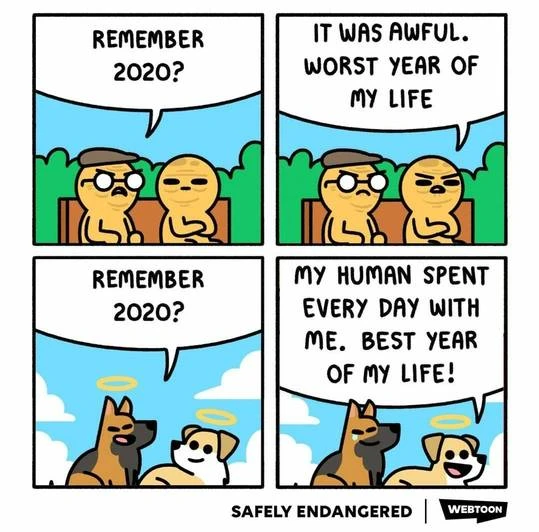 REMEMBER
2020?
IT WAS AWFUL.
WORST YEAR OF
MY LIFE
REMEMBER
2020?
MY HUMAN SPENT
EVERY DAY WITH
ME. BEST YEAR
OF MY LIFE!
SAFELY ENDANGERED | WEBTOON